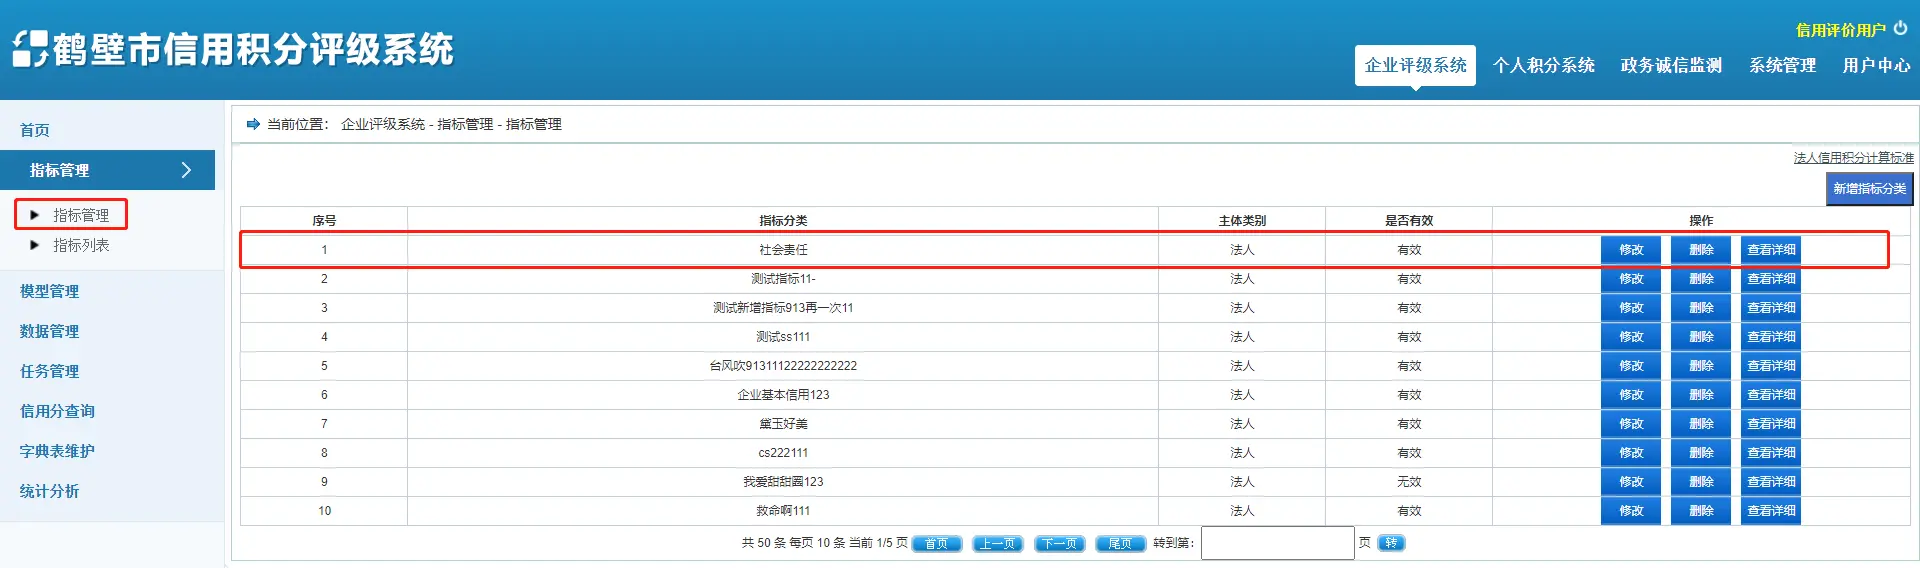 鹤壁市信用积分评级系统
信用评价用户
企业评级系统 个人积分系统 政务诚信监测 系统管理 用户中心
首页
指标管理
指标管理
指标列表
模型管理
数据管理
任务管理
信用分查询
字典表维护
统计分析
当前位置： 企业评级系统 - 指标管理 - 指标管理
法人信用积分计算标准
新增指标分类
序号 指标分类 主体类别 是否有效 操作
1 社会责任 法人 有效 修改 删除 查看详细
2 测试指标11- 法人 有效 修改 删除 查看详细
3 测试新增指标913再一次11 法人 有效 修改 删除 查看详细
4 测试ss111 法人 有效 修改 删除 查看详细
5 台风吹91311122222222222 法人 有效 修改 删除 查看详细
6 企业基本信用123 法人 有效 修改 删除 查看详细
7 黛玉好美 法人 有效 修改 删除 查看详细
8 cs222111 法人 有效 修改 删除 查看详细
9 我爱甜甜圈123 法人 无效 修改 删除 查看详细
10 救命啊111 法人 有效 修改 删除 查看详细
共 50 条 每页 10 条 当前 1/5 页 首页 上一页 下一页 尾页 转到第: 页 转